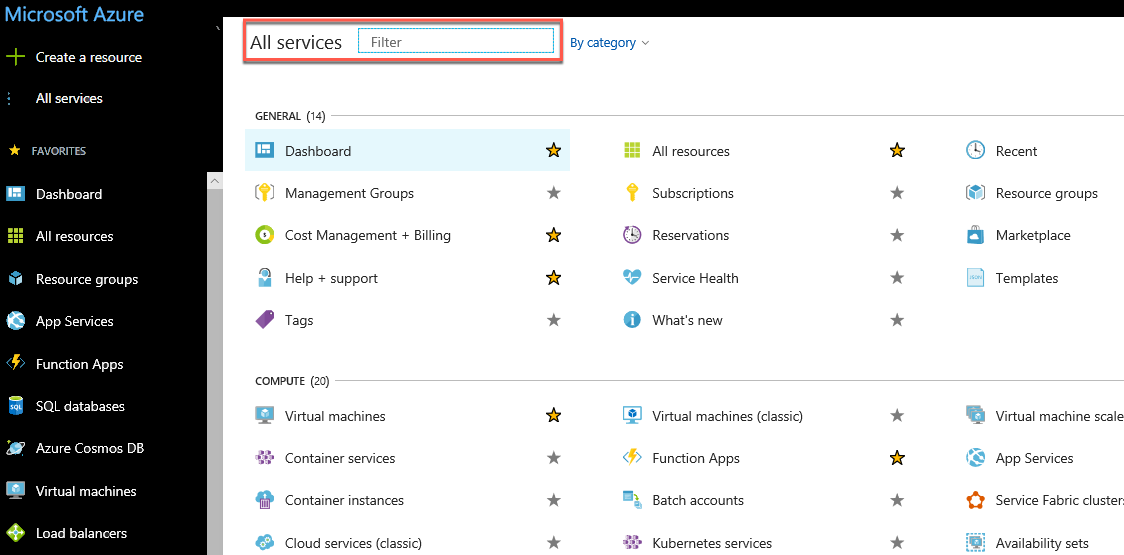 Microsoft Azure
Create a resource
All services
FAVORITES
Dashboard
All resources
Resource groups
App Services
Function Apps
SQL databases
Azure Cosmos DB
Virtual machines
Load balancers
All services Filter By category
GENERAL (14)
Dashboard All resources Recent
Management Groups Subscriptions Resource groups
Cost Management + Billing Reservations Marketplace
Help + support Service Health Templates
Tags What's new
COMPUTE (20)
Virtual machines Virtual machines (classic) Virtual machine scale
Container services Function Apps App Services
Container instances Batch accounts Service Fabric clusters
Cloud services (classic) Kubernetes services Availability sets